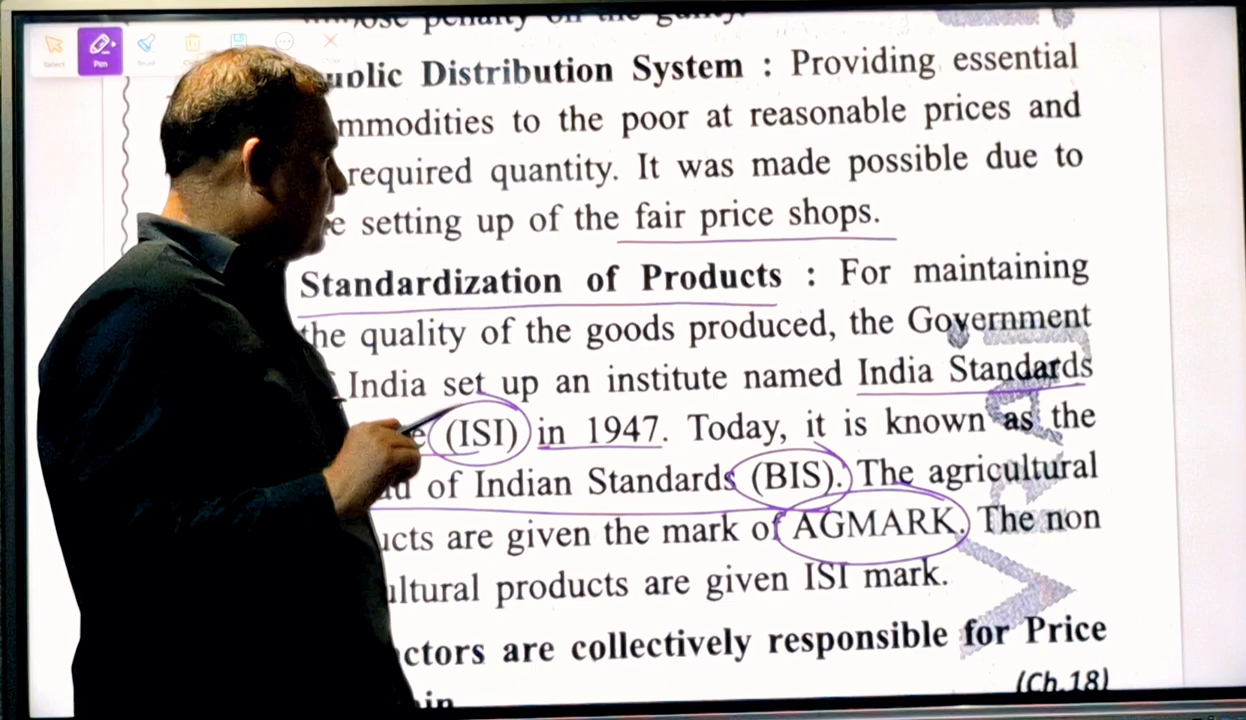 Select
Pen
Public Distribution System : Providing essential
mmodities to the poor at reasonable prices and
required quantity. It was made possible due to
e setting up of the fair price shops.
Standardization of Products : For maintaining
the quality of the goods produced, the Government
India set up an institute named India Standards
e (ISI) in 1947. Today, it is known as the
of Indian Standards (BIS). The agricultural
ucts are given the mark of AGMARK. The non
ultural products are given ISI mark.
ctors are collectively responsible for Price
(Ch.18)